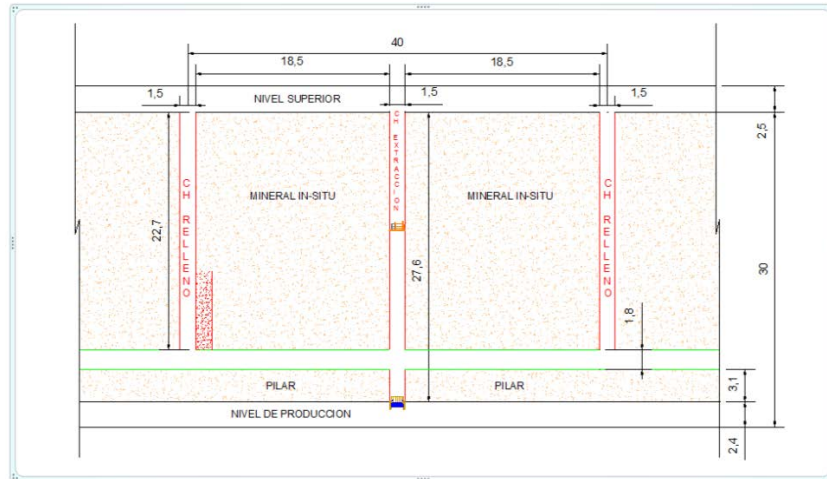 40
18,5
18,5
1,5
1,5
1,5
NIVEL SUPERIOR
2,5
CH EXTRACCION
CH RELLENO
MINERAL IN-SITU
MINERAL IN-SITU
CH RELLENO
22,7
27,6
30
1,8
PILAR
PILAR
3,1
NIVEL DE PRODUCCION
2,4